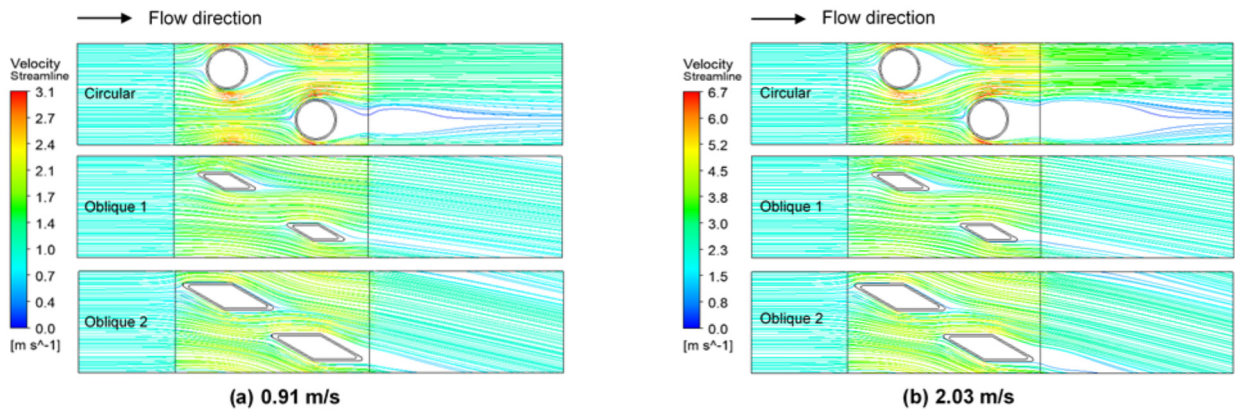 Flow direction
Velocity
Streamline
3.1
2.7
2.4
2.1
1.7
1.4
1.0
0.7
0.4
0.0
[m s^-1]
Circular
Oblique 1
Oblique 2
(a) 0.91 m/s
Flow direction
Velocity
Streamline
6.7
6.0
5.2
4.5
3.8
3.0
2.3
1.5
0.8
0.0
[m s^-1]
Circular
Oblique 1
Oblique 2
(b) 2.03 m/s